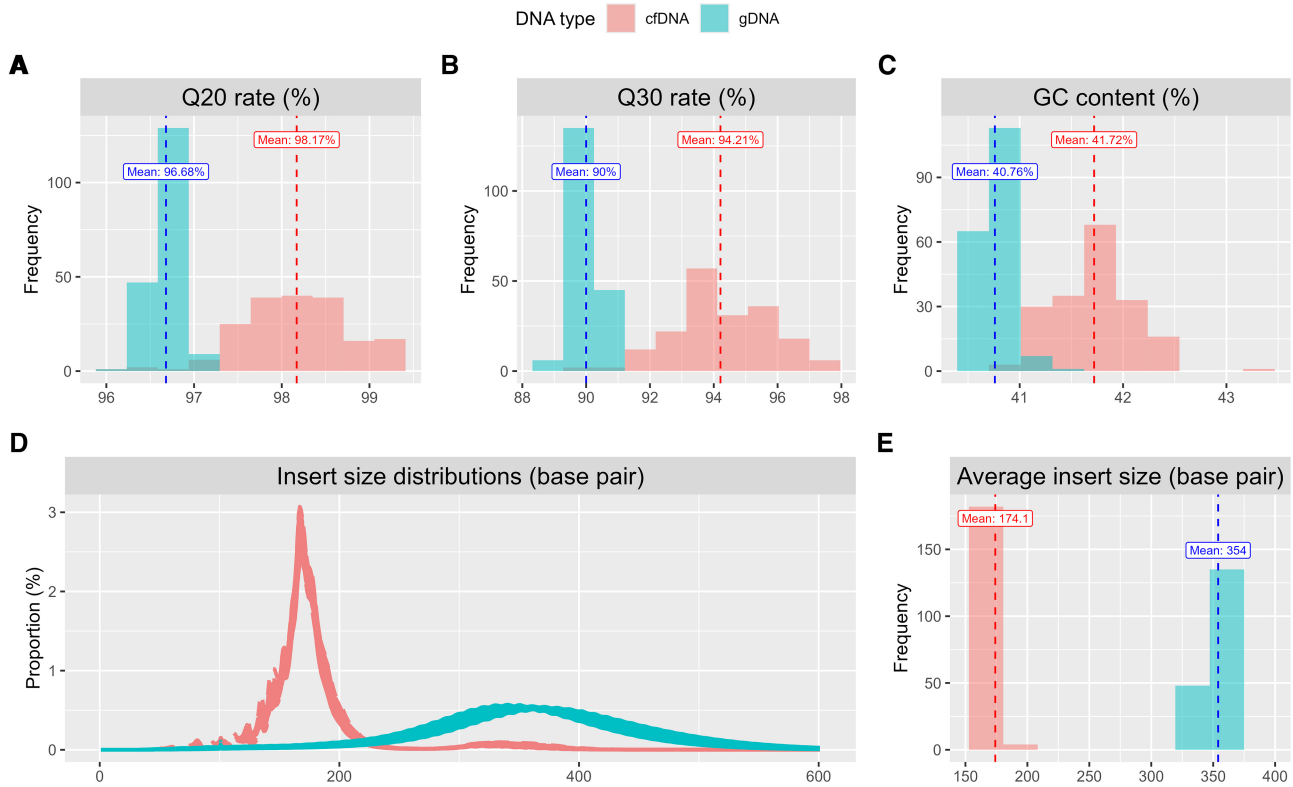 DNA type cfDNA gDNA
A
B
C
Q20 rate (%)
Q30 rate (%)
GC content (%)
Mean: 98.17%
Mean: 96.68%
Mean: 94.21%
Mean: 90%
Mean: 41.72%
Mean: 40.76%
Frequency
100
50
0
96 97 98 99
Frequency
100
50
0
88 90 92 94 96 98
Frequency
90
60
30
0
41 42 43
D
E
Insert size distributions (base pair)
Average insert size (base pair)
Proportion (%)
3
2
1
0
0 200 400 600
Mean: 174.1
Mean: 354
Frequency
150
100
50
0
150 200 250 300 350 400